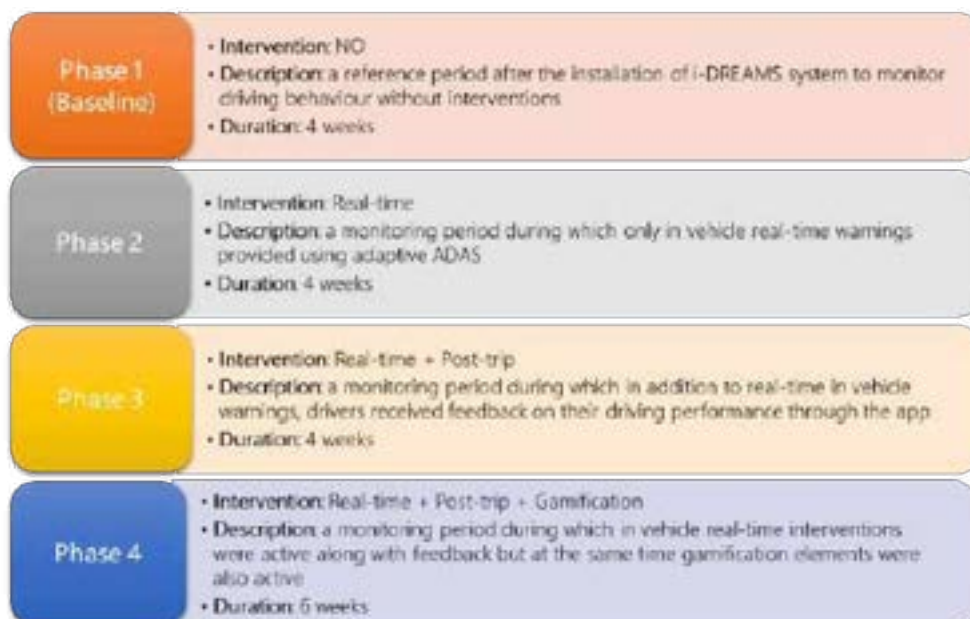 Phase 1
(Baseline)
• Intervention: NO
• Description: a reference period after the installation of i-DREAMS system to monitor
driving behaviour without interventions
• Duration: 4 weeks
Phase 2
• Intervention: Real-time
• Description: a monitoring period during which only in vehicle real-time warnings
provided using adaptive ADAS
• Duration: 4 weeks
Phase 3
• Intervention: Real-time + Post-trip
• Description: a monitoring period during which in addition to real-time in vehicle
warnings, drivers received feedback on their driving performance through the app
• Duration: 4 weeks
Phase 4
• Intervention: Real-time + Post-trip + Gamification
• Description: a monitoring period during which in vehicle real-time interventions
were active along with feedback but at the same time gamification elements were
also active
• Duration: 6 weeks